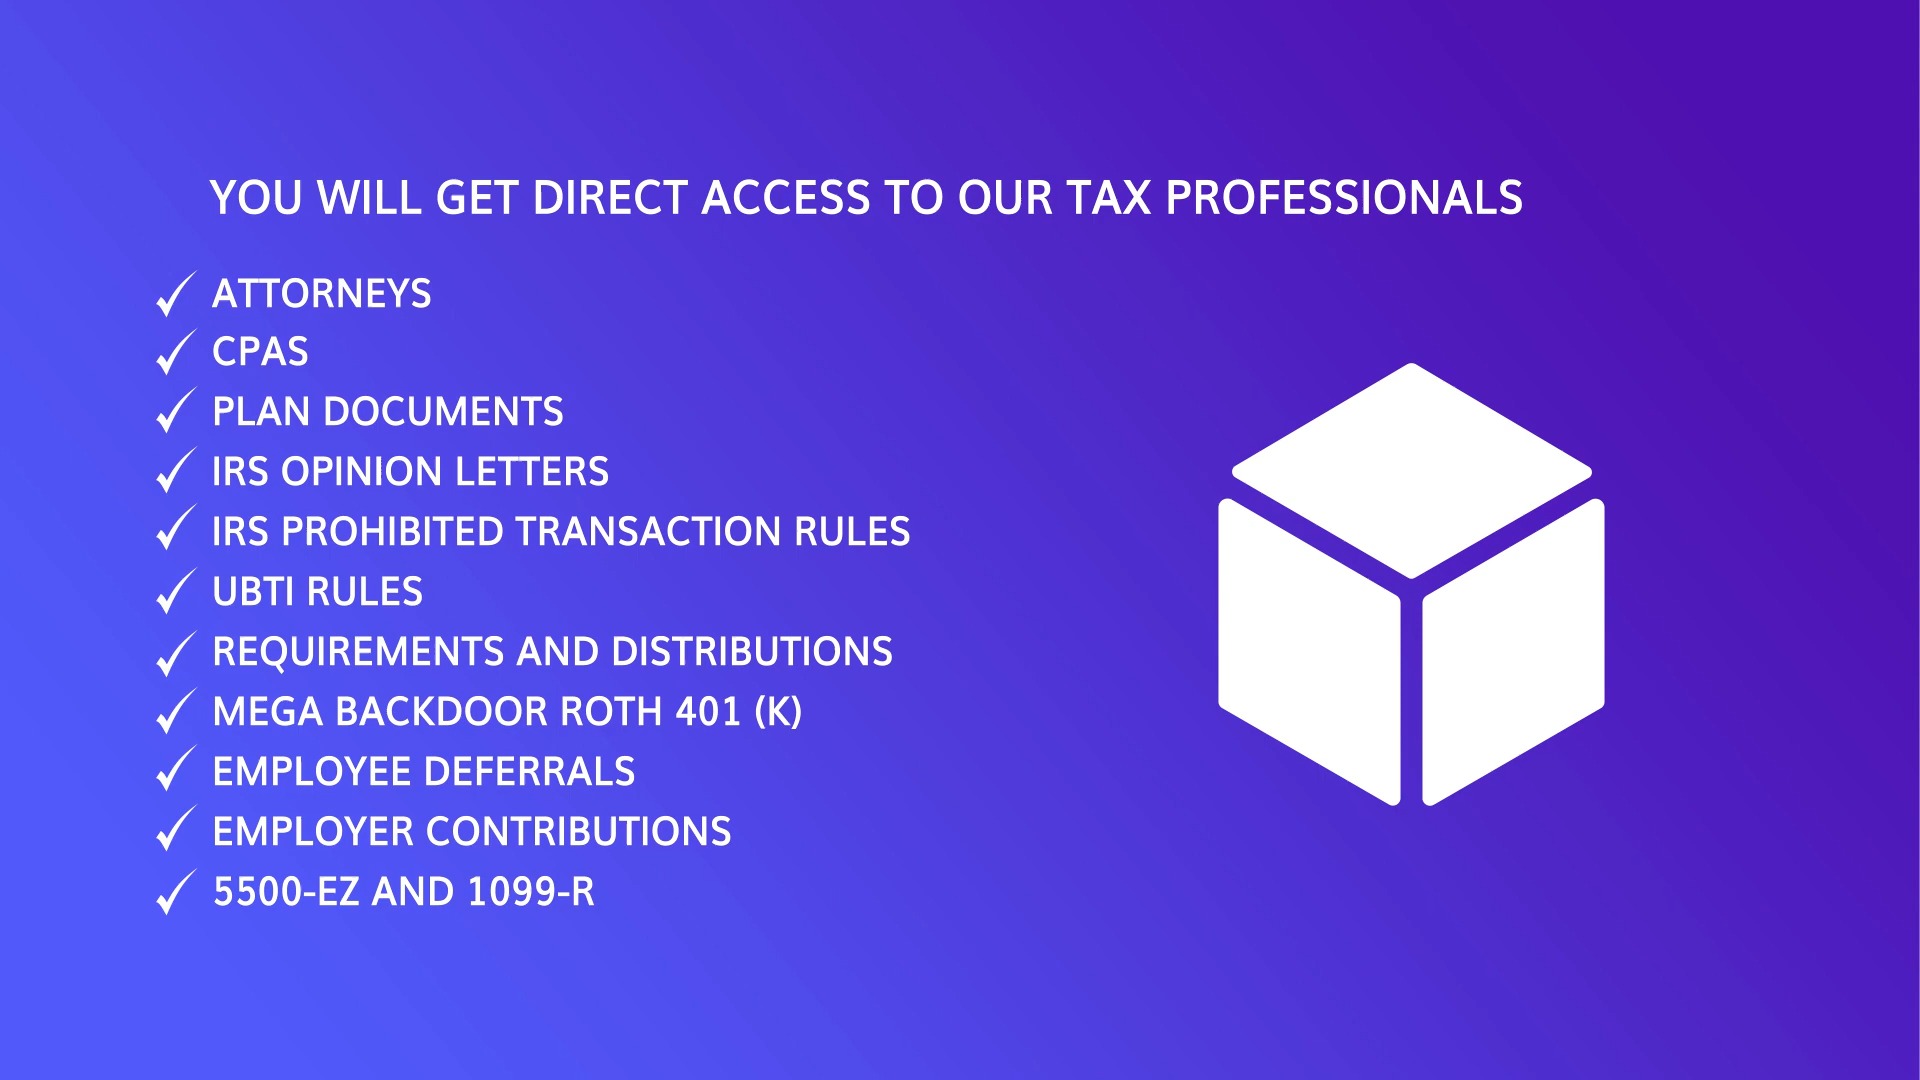 YOU WILL GET DIRECT ACCESS TO OUR TAX PROFESSIONALS
ATTORNEYS
CPAS
PLAN DOCUMENTS
IRS OPINION LETTERS
IRS PROHIBITED TRANSACTION RULES
UBTI RULES
REQUIREMENTS AND DISTRIBUTIONS
MEGA BACKDOOR ROTH 401 (K)
EMPLOYEE DEFERRALS
EMPLOYER CONTRIBUTIONS
5500-EZ AND 1099-R